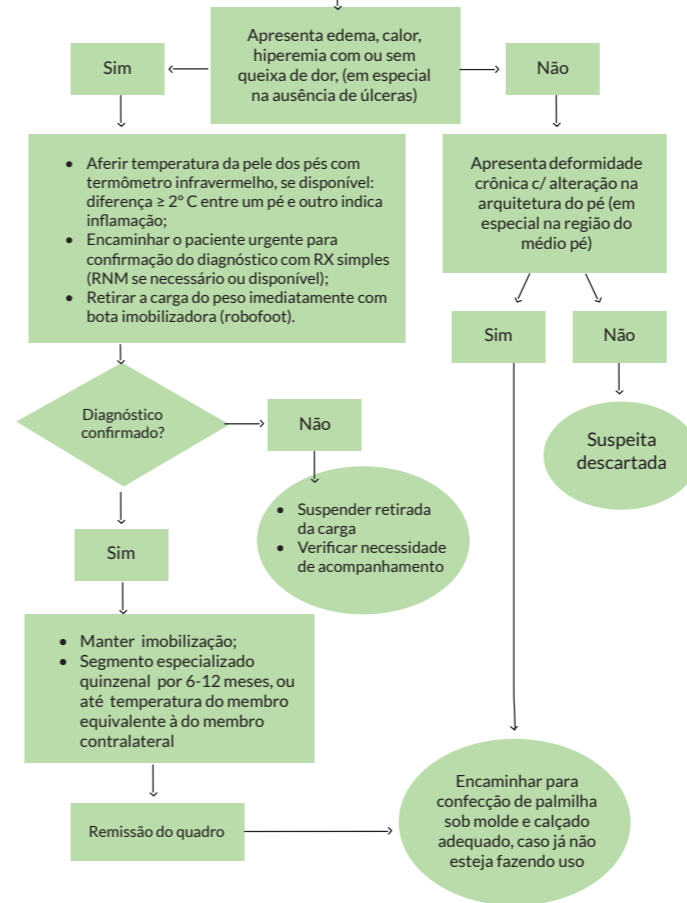 Apresenta edema, calor,
hiperemia com ou sem
queixa de dor, (em especial
na ausência de úlceras)
Sim
Não
• Aferir temperatura da pele dos pés com
termômetro infravermelho, se disponível:
diferença ≥ 2° C entre um pé e outro indica
inflamação;
• Encaminhar o paciente urgente para
confirmação do diagnóstico com RX simples
(RNM se necessário ou disponível);
• Retirar a carga do peso imediatamente com
bota imobilizadora (robofoot).
Apresenta deformidade
crônica c/ alteração na
arquitetura do pé (em
especial na região do
médio pé)
Sim
Não
Diagnóstico
confirmado?
Não
Suspeita
descartada
• Suspender retirada
da carga
• Verificar necessidade
de acompanhamento
Sim
• Manter imobilização;
• Segmento especializado
quinzenal por 6-12 meses, ou
até temperatura do membro
equivalente à do membro
contralateral
Remissão do quadro
Encaminhar para
confecção de palmilha
sob molde e calçado
adequado, caso já não
esteja fazendo uso